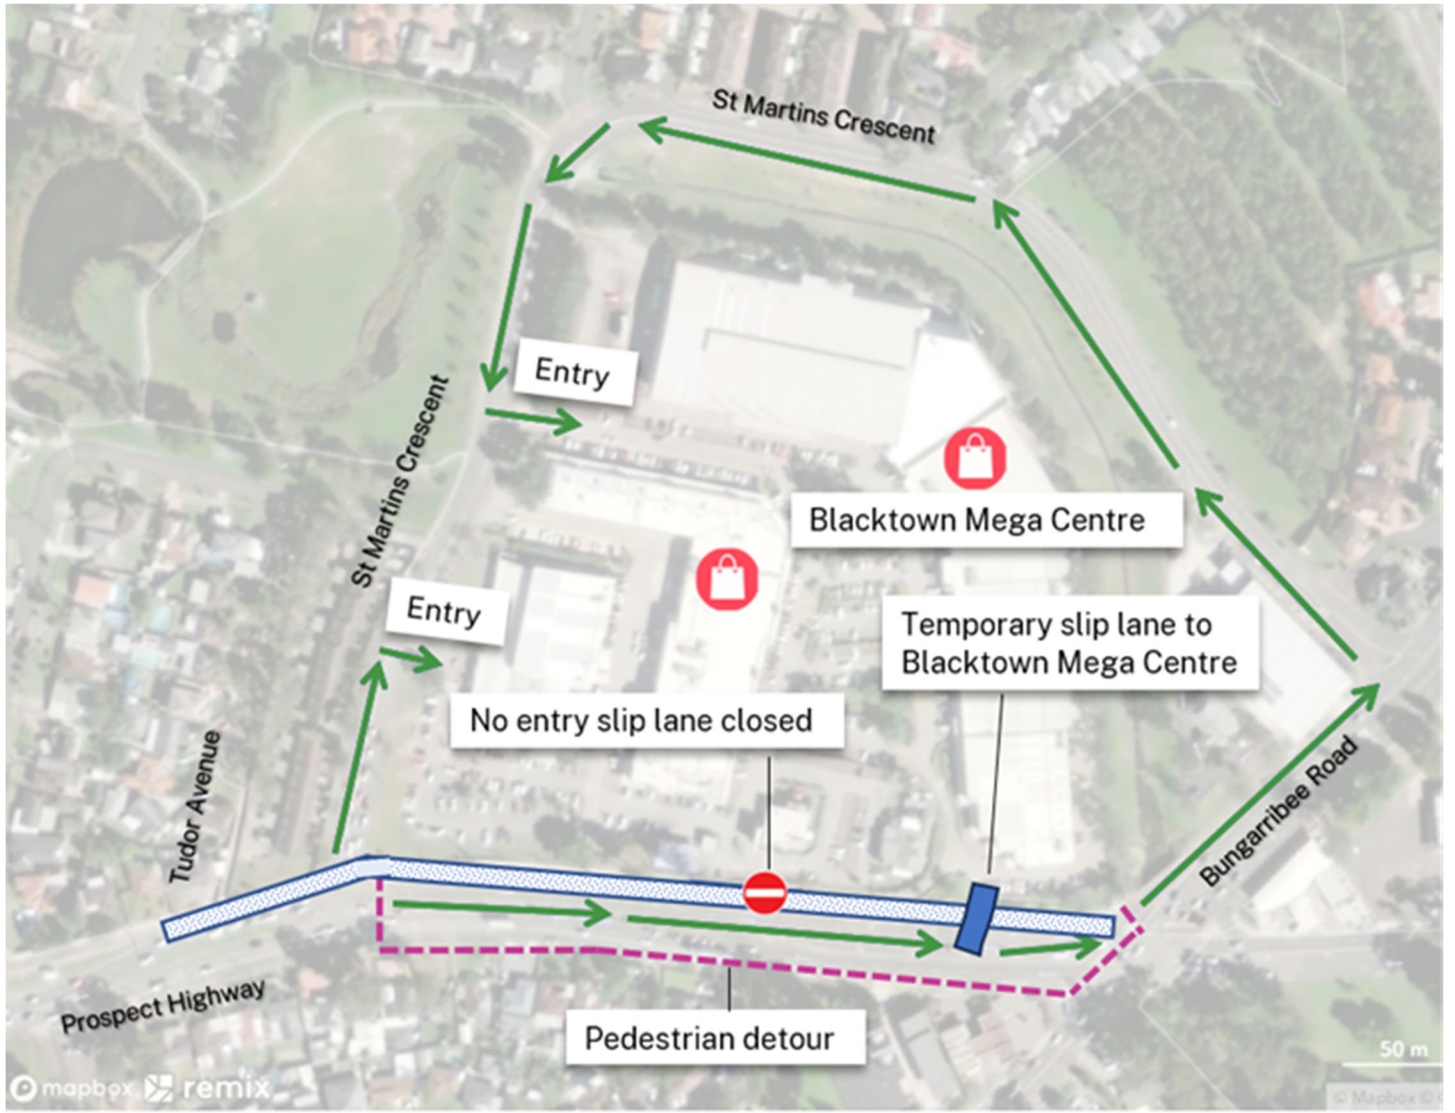 St Martins Crescent
Entry
St Martins Crescent
Blacktown Mega Centre
Entry
Temporary slip lane to
Blacktown Mega Centre
No entry slip lane closed
Tudor Avenue
Bungarribee Road
Prospect Highway
Pedestrian detour
50 m
mapbox remix
© Mapbox ©